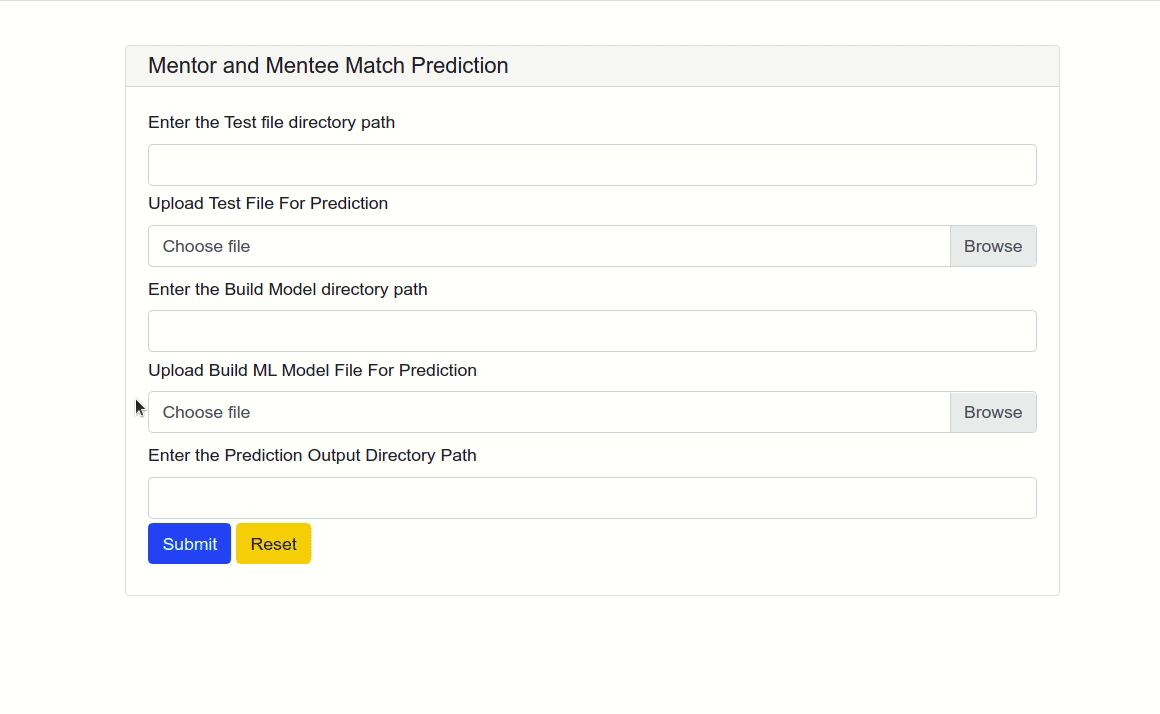 Mentor and Mentee Match Prediction
Enter the Test file directory path
Upload Test File For Prediction
Choose file Browse
Enter the Build Model directory path
Upload Build ML Model File For Prediction
Choose file Browse
Enter the Prediction Output Directory Path
Submit Reset